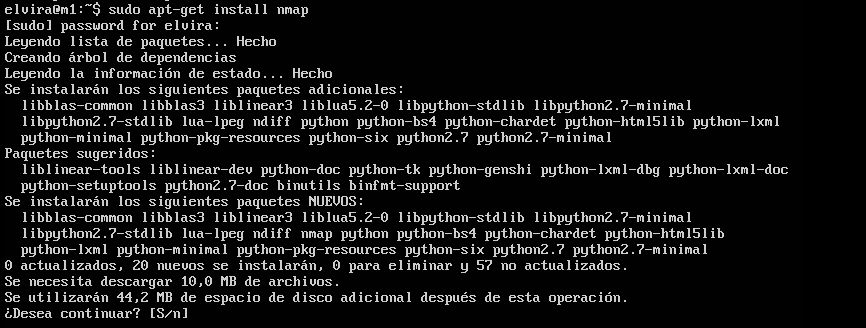 elvira@m1:~$ sudo apt-get install nmap
[sudo] password for elvira:
Leyendo lista de paquetes... Hecho
Creando árbol de dependencias
Leyendo la información de estado... Hecho
Se instalarán los siguientes paquetes adicionales:
  libblas-common libblas3 liblinear3 liblua5.2-0 libpython-stdlib libpython2.7-minimal
  libpython2.7-stdlib lua-lpeg ndiff python python-bs4 python-chardet python-html5lib python-lxml
  python-minimal python-pkg-resources python-six python2.7 python2.7-minimal
Paquetes sugeridos:
  liblinear-tools liblinear-dev python-doc python-tk python-genshi python-lxml-dbg python-lxml-doc
  python-setuptools python2.7-doc binutils binfmt-support
Se instalarán los siguientes paquetes NUEVOS:
  libblas-common libblas3 liblinear3 liblua5.2-0 libpython-stdlib libpython2.7-minimal
  libpython2.7-stdlib lua-lpeg ndiff nmap python python-bs4 python-chardet python-html5lib
  python-lxml python-minimal python-pkg-resources python-six python2.7 python2.7-minimal
0 actualizados, 20 nuevos se instalarán, 0 para eliminar y 57 no actualizados.
Se necesita descargar 10,0 MB de archivos.
Se utilizarán 44,2 MB de espacio de disco adicional después de esta operación.
¿Desea continuar? [S/n]